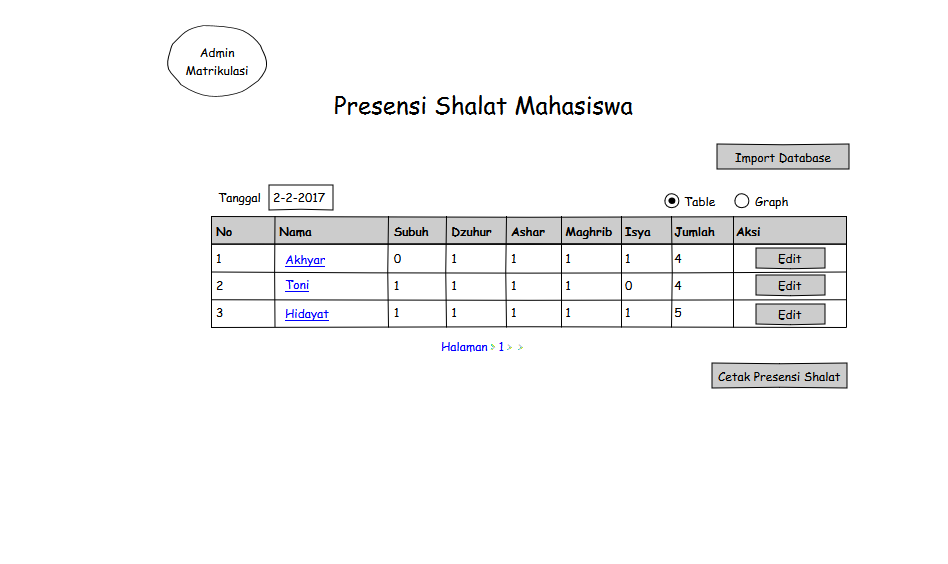 Admin
Matrikulasi
Presensi Shalat Mahasiswa
Import Database
Tanggal 2-2-2017 Table Graph
No Nama Subuh Dzuhur Ashar Maghrib Isya Jumlah Aksi
1 Akhyar 0 1 1 1 1 4 Edit
2 Toni 1 1 1 1 0 4 Edit
3 Hidayat 1 1 1 1 1 5 Edit
Halaman > 1 > >
Cetak Presensi Shalat